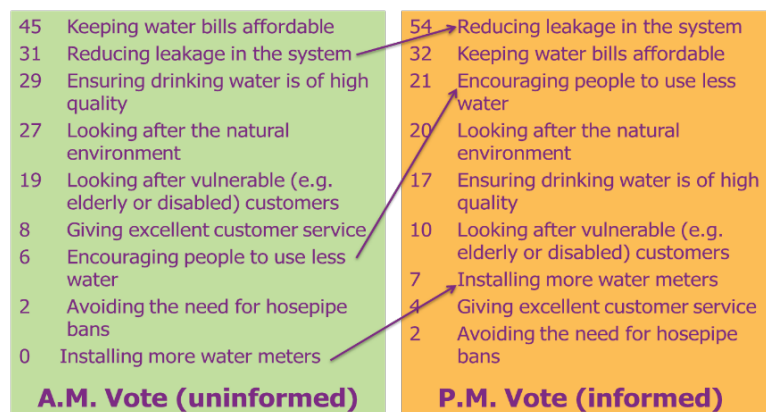 45 Keeping water bills affordable
31 Reducing leakage in the system
29 Ensuring drinking water is of high
quality
27 Looking after the natural
environment
19 Looking after vulnerable (e.g.
elderly or disabled) customers
8 Giving excellent customer service
6 Encouraging people to use less
water
2 Avoiding the need for hosepipe
bans
0 Installing more water meters
A.M. Vote (uninformed)
54 Reducing leakage in the system
32 Keeping water bills affordable
21 Encouraging people to use less
water
20 Looking after the natural
environment
17 Ensuring drinking water is of high
quality
10 Looking after vulnerable (e.g.
elderly or disabled) customers
7 Installing more water meters
4 Giving excellent customer service
2 Avoiding the need for hosepipe
bans
P.M. Vote (informed)